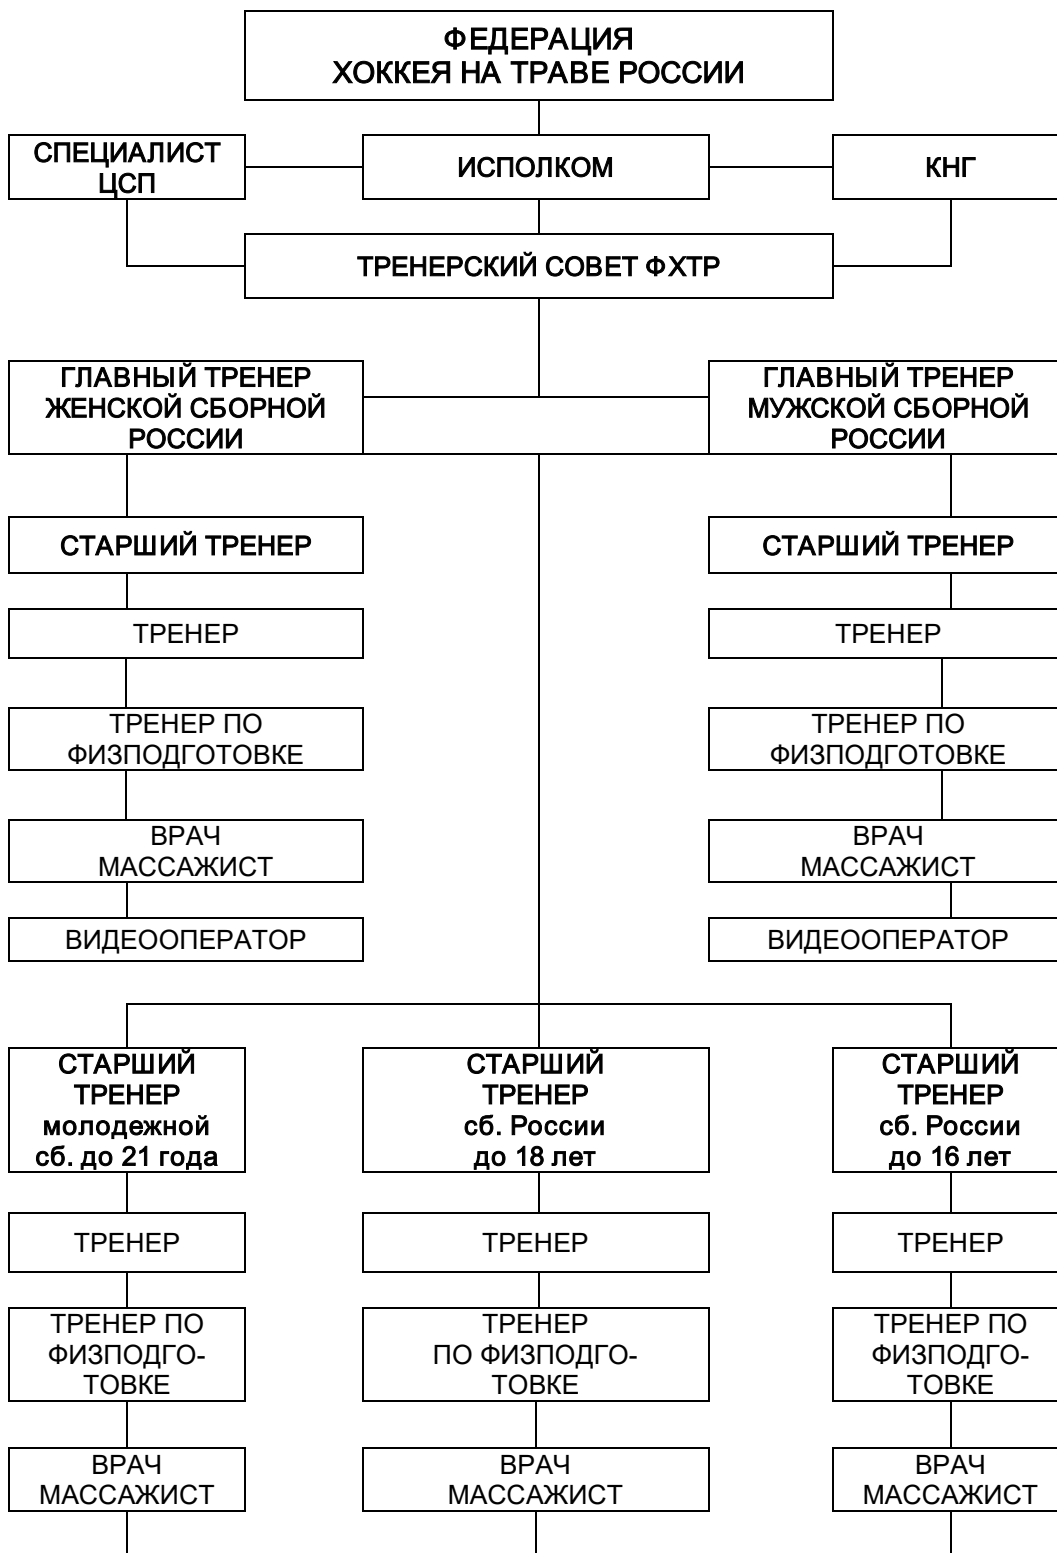 ФЕДЕРАЦИЯ
ХОККЕЯ НА ТРАВЕ РОССИИ
СПЕЦИАЛИСТ
ЦСП
ИСПОЛКОМ
КНГ
ТРЕНЕРСКИЙ СОВЕТ ФХТР
ГЛАВНЫЙ ТРЕНЕР
ЖЕНСКОЙ СБОРНОЙ
РОССИИ
ГЛАВНЫЙ ТРЕНЕР
МУЖСКОЙ СБОРНОЙ
РОССИИ
СТАРШИЙ ТРЕНЕР
СТАРШИЙ ТРЕНЕР
ТРЕНЕР
ТРЕНЕР
ТРЕНЕР ПО
ФИЗПОДГОТОВКЕ
ТРЕНЕР ПО
ФИЗПОДГОТОВКЕ
ВРАЧ
МАССАЖИСТ
ВРАЧ
МАССАЖИСТ
ВИДЕООПЕРАТОР
ВИДЕООПЕРАТОР
СТАРШИЙ
ТРЕНЕР
молодежной
сб. до 21 года
СТАРШИЙ
ТРЕНЕР
сб. России
до 18 лет
СТАРШИЙ
ТРЕНЕР
сб. России
до 16 лет
ТРЕНЕР
ТРЕНЕР
ТРЕНЕР
ТРЕНЕР ПО
ФИЗПОДГО-
ТОВКЕ
ТРЕНЕР
ПО ФИЗПОДГО-
ТОВКЕ
ТРЕНЕР ПО
ФИЗПОДГО-
ТОВКЕ
ВРАЧ
МАССАЖИСТ
ВРАЧ
МАССАЖИСТ
ВРАЧ
МАССАЖИСТ